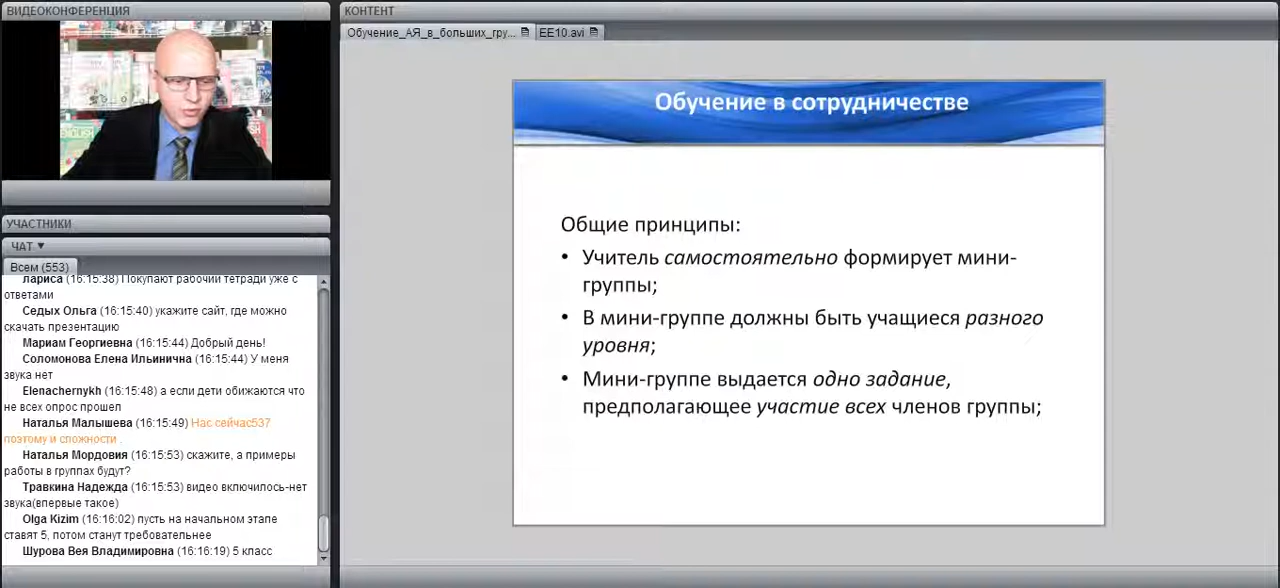 ВИДЕОКОНФЕРЕНЦИЯ
ENGLISH
УЧАСТНИКИ
ЧАТ
Всем (553)
Лариса (16:15:38) Покупают рабочии тетради уже с
ответами
Седых Ольга (16:15:40) укажите сайт, где можно
скачать презентацию
Мариам Георгиевна (16:15:44) Добрый день!
Соломонова Елена Ильинична (16:15:44) У меня
звука нет
Elenachernykh (16:15:48) а если дети обижаются что
не всех опрос прошел
Наталья Малышева (16:15:49) Нас сейчас537
поэтому и спожности .
Наталья Мордовия (16:15:53) скажите, а примеры
работы в группах будут?
Травкина Надежда (16:15:53) видео включилось-нет
звука(впервые такое)
Olga Kizim (16:16:02) пусть на начальном этапе
ставят 5, потом станут требовательнее
Шурова Вея Владимировна (16:16:19) 5 класс
КОНТЕНТ
Обучение_АЯ_в_больших_гру... EE10.avi
Обучение в сотрудничестве
Общие принципы:
• Учитель самостоятельно формирует мини-
группы;
• В мини-группе должны быть учащиеся разного
уровня;
• Мини-группе выдается одно задание,
предполагающее участие всех членов группы;